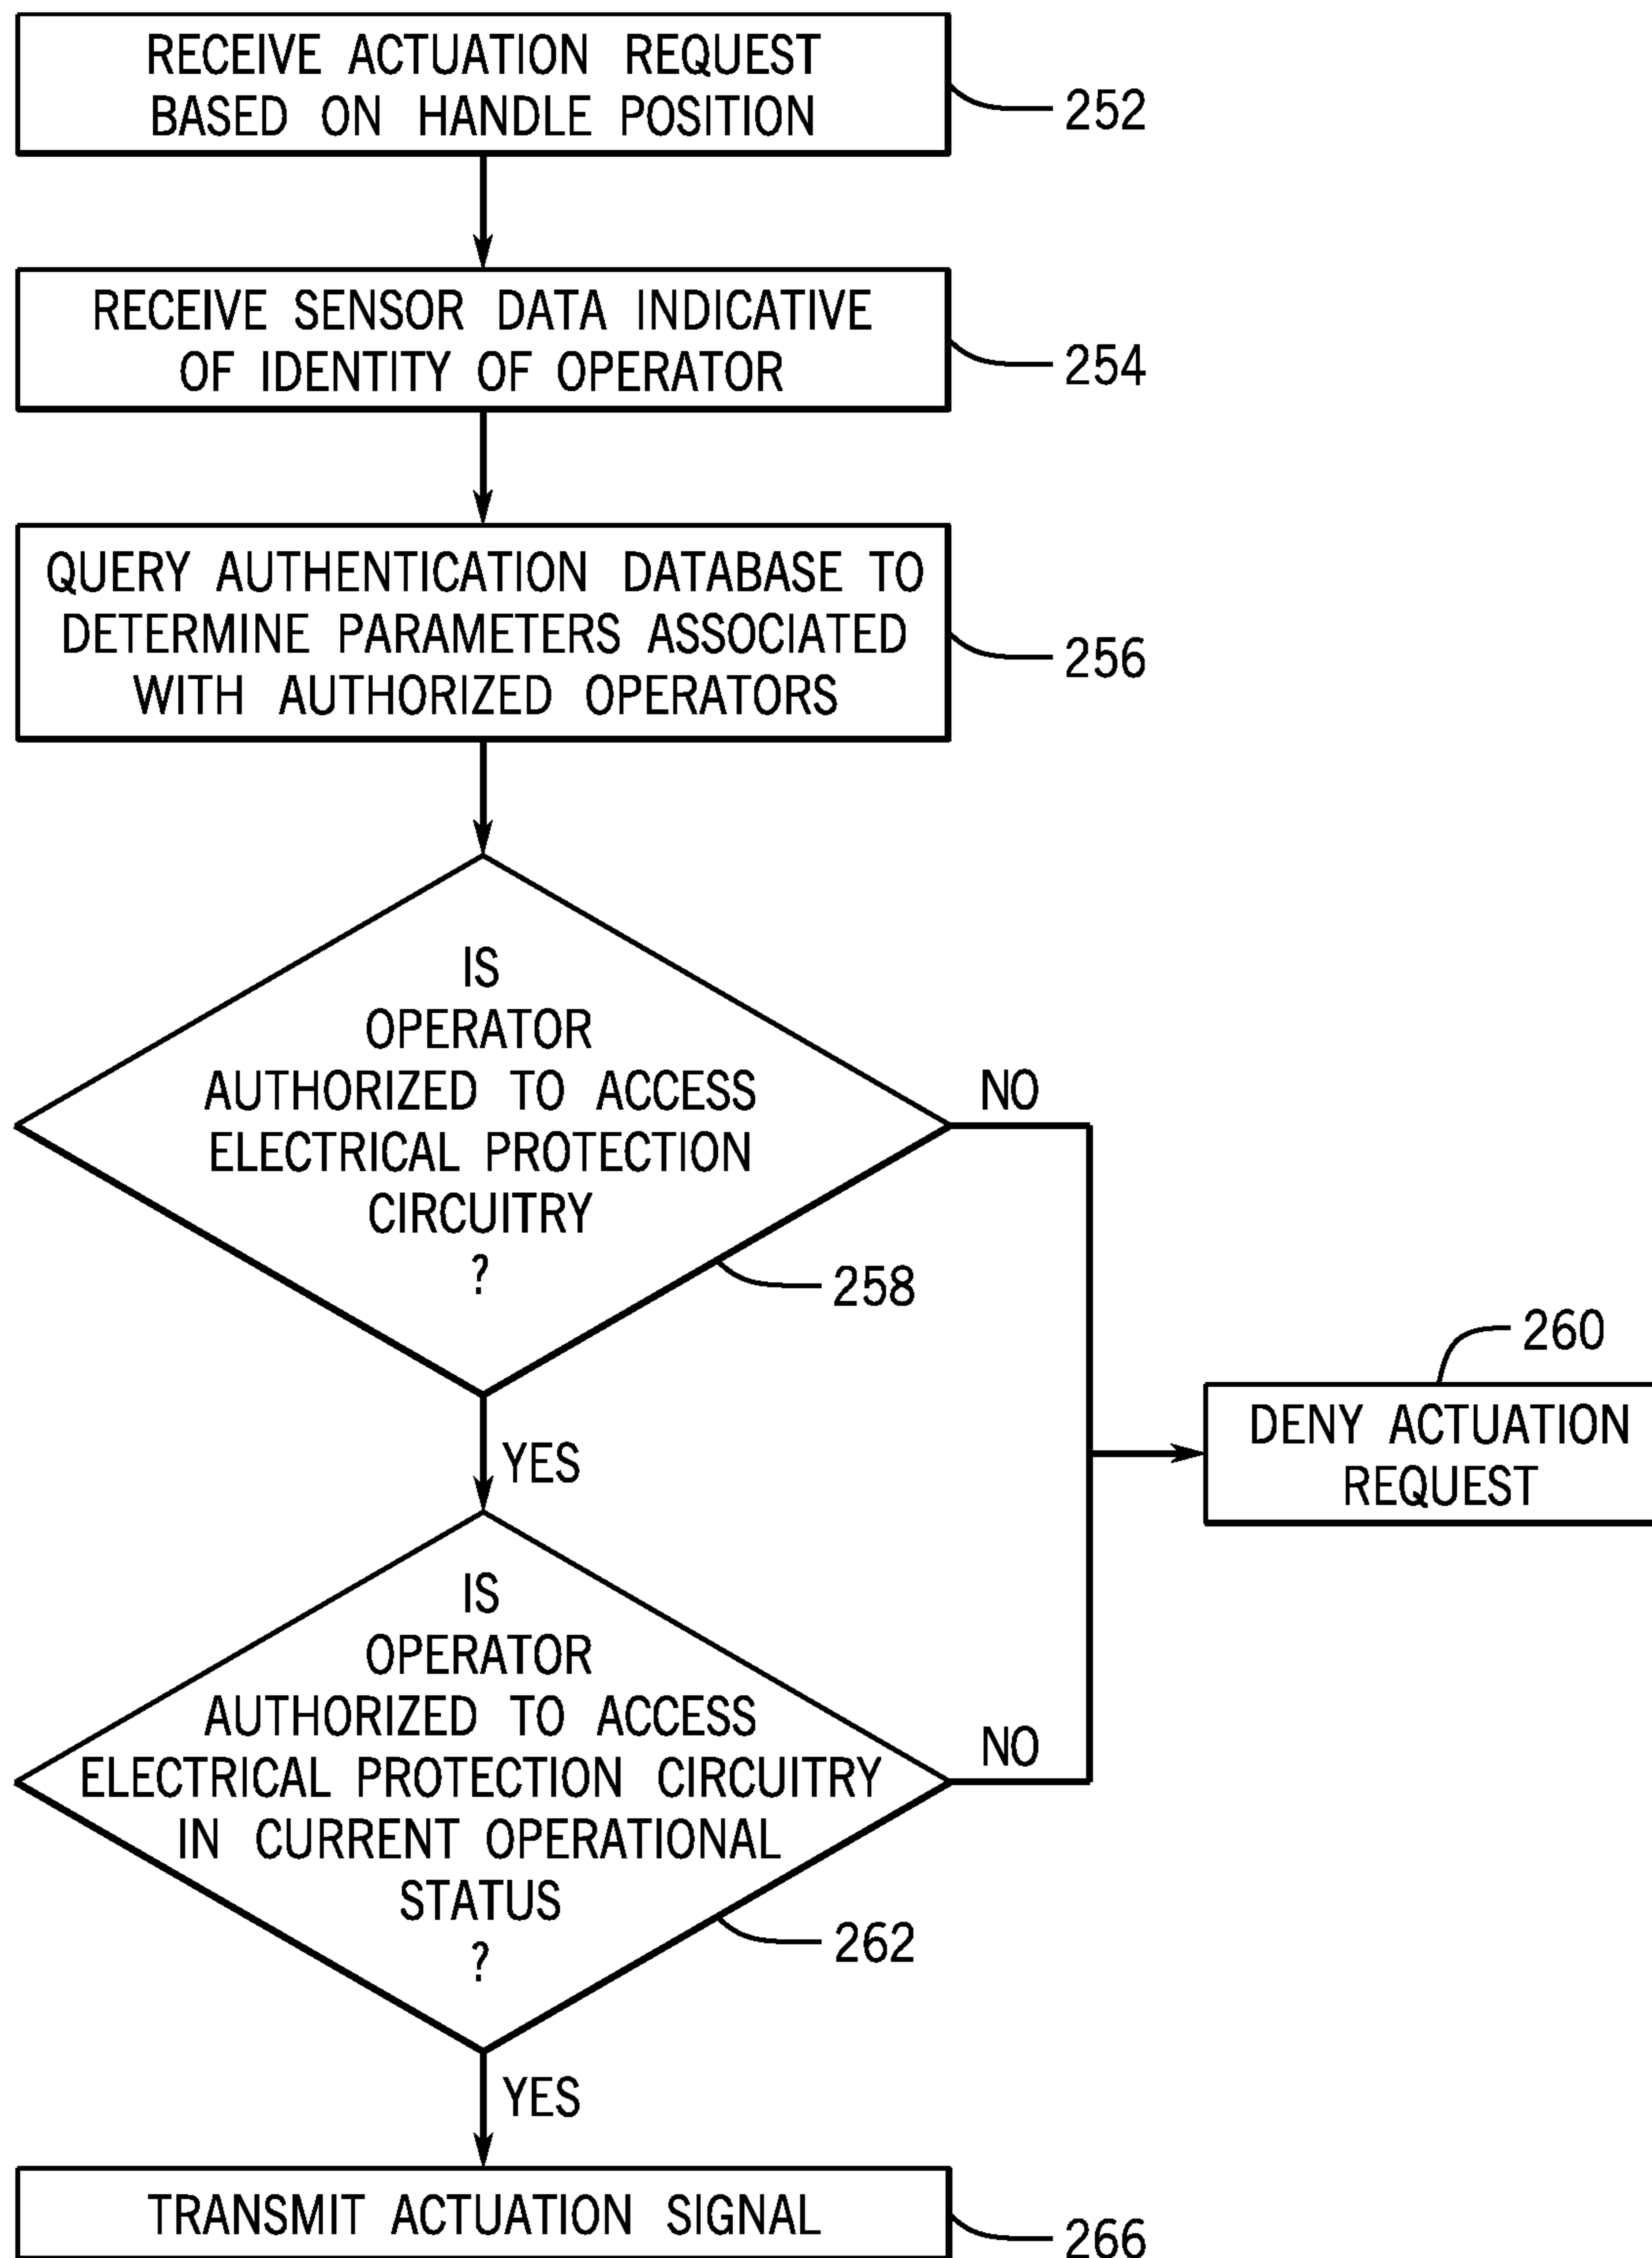 RECEIVE ACTUATION REQUEST
BASED ON HANDLE POSITION
252
RECEIVE SENSOR DATA INDICATIVE
OF IDENTITY OF OPERATOR
254
QUERY AUTHENTICATION DATABASE TO
DETERMINE PARAMETERS ASSOCIATED
WITH AUTHORIZED OPERATORS
256
IS
OPERATOR
AUTHORIZED TO ACCESS
ELECTRICAL PROTECTION
CIRCUITRY
?
NO
258
260
DENY ACTUATION
REQUEST
YES
IS
OPERATOR
AUTHORIZED TO ACCESS
ELECTRICAL PROTECTION CIRCUITRY
IN CURRENT OPERATIONAL
STATUS
?
NO
262
YES
TRANSMIT ACTUATION SIGNAL
266